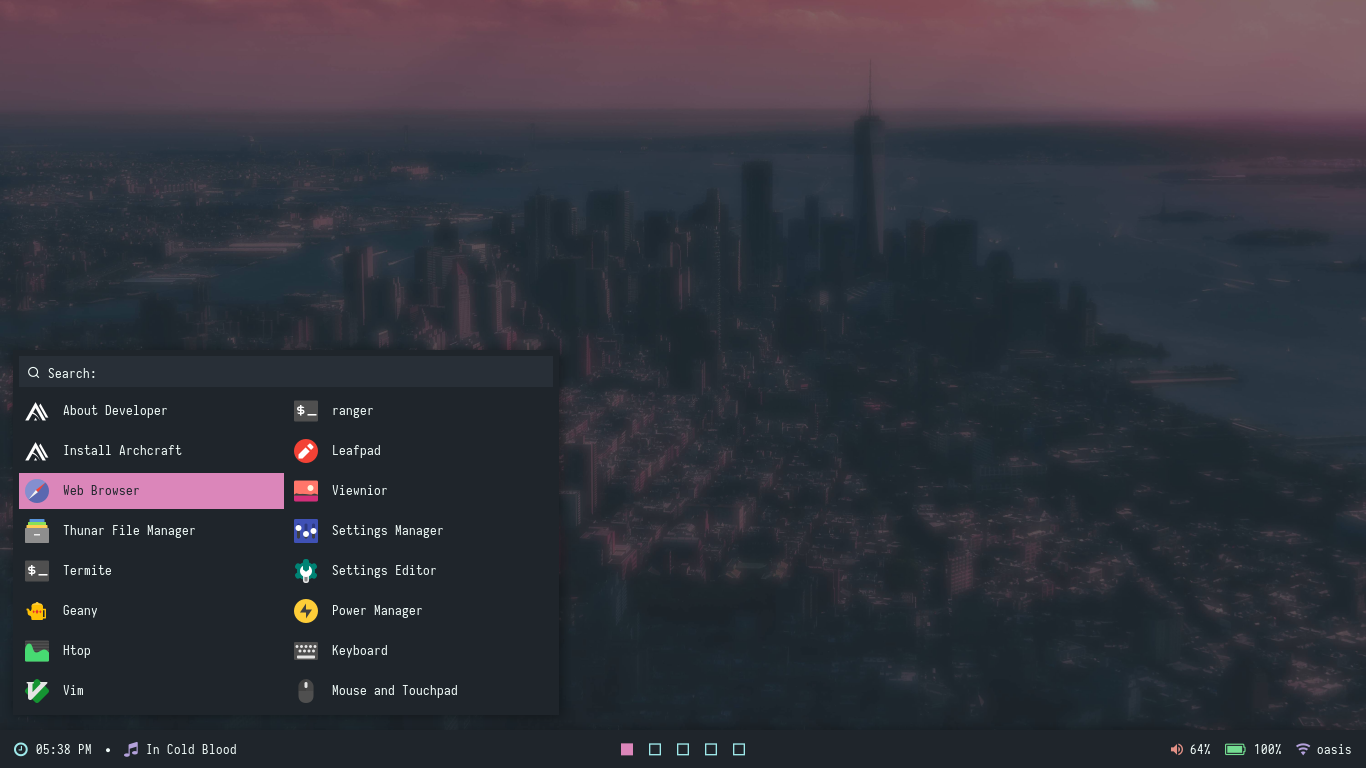 Search:
About Developer
Install Archcraft
Web Browser
Thunar File Manager
Termite
Geany
Htop
Vim
ranger
Leafpad
Viewnior
Settings Manager
Settings Editor
Power Manager
Keyboard
Mouse and Touchpad
05:38 PM • In Cold Blood
64% 100% oasis